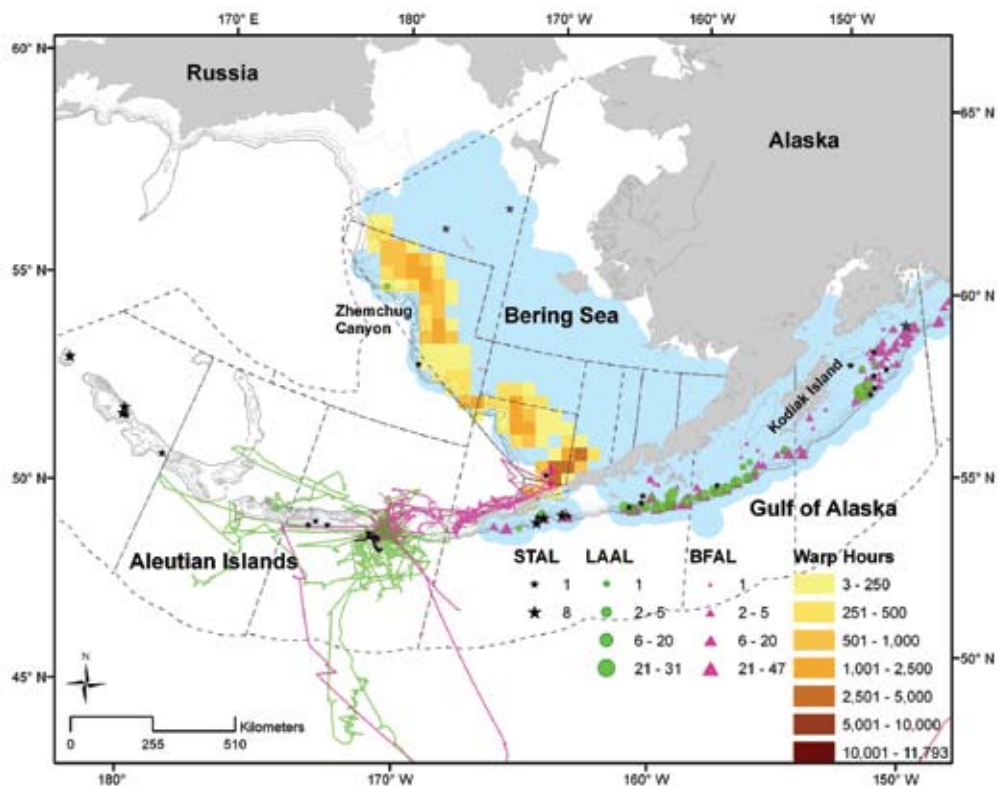 170° E 180° 170° W 160° W 150° W
60° N
Russia
65° N
Alaska
55° N
60° N
Zhemchug
Canyon
Bering Sea
Kodiak Island
50° N
55° N
Gulf of Alaska
Aleutian Islands
STAL LAAL BFAL Warp Hours
1 1 1 3 - 250
8 2 - 5 2 - 5 251 - 500
6 - 20 6 - 20 501 - 1,000
21 - 31 21 - 47 1,001 - 2,500
2,501 - 5,000
5,001 - 10,000
10,001 - 11,793
N
45° N
50° N
Kilometers
0 255 510
180° 170° W 160° W 150° W